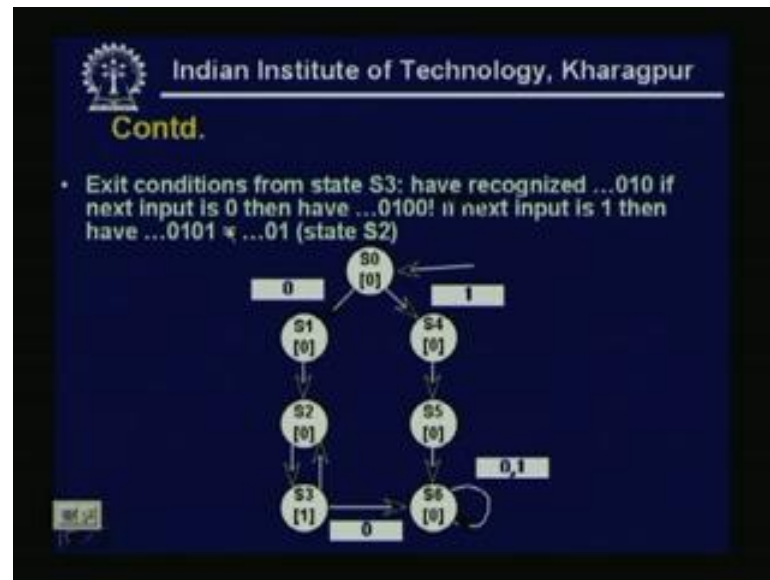 Indian Institute of Technology, Kharagpur
Contd.
• Exit conditions from state S3: have recognized ...010 if
next input is 0 then have ...0100! if next input is 1 then
have ...0101 = ...01 (state S2)
S0
[0]
0
1
S1
[0]
S4
[0]
S2
[0]
S5
[0]
0,1
S3
[1]
S6
[0]
0